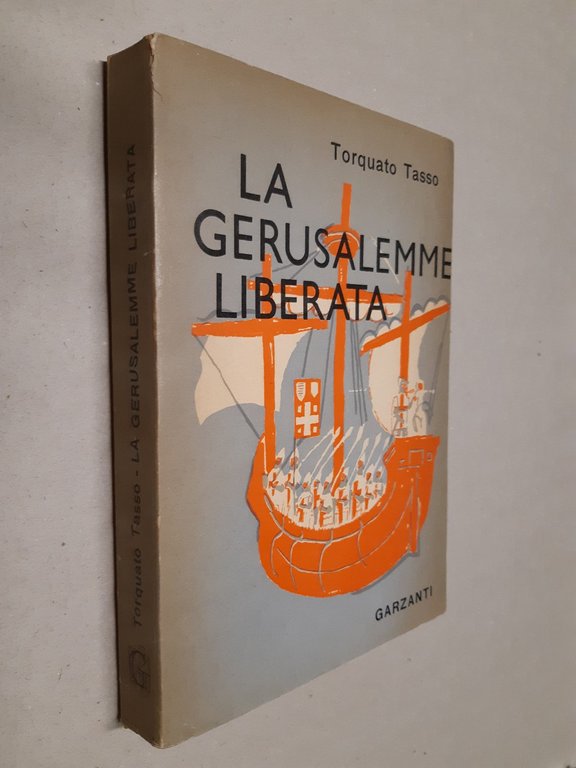 Torquato Tasso
LA
GERUSALEMME
LIBERATA
GARZANTI
Torquato Tasso - LA GERUSALEMME LIBERATA